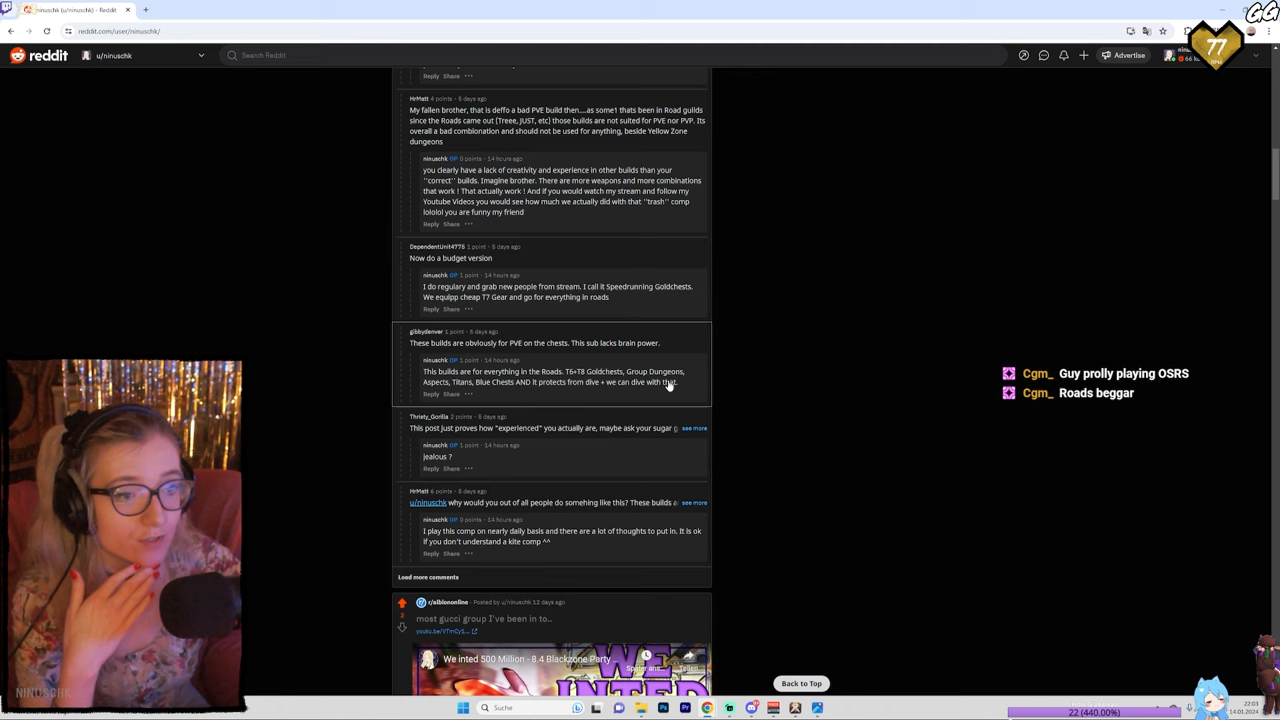 ninuschk (u/ninuschk) - Reddit
GG
reddit.com/user/ninuschk/
77
reddit
u/ninuschk
Search Reddit
Advertise
Reply Share
HrMatt 4 points · 8 days ago
My fallen brother, that is deffo a bad PVE build then....as some1 thats been in Road guilds
since the Roads came out (Treee, JUST, etc) those builds are not suited for PVE nor PVP. Its
overall a bad combination and should not be used for anything, beside Yellow Zone
dungeons
ninuschk OP 0 points · 14 hours ago
you clearly have a lack of creativity and experience in other builds than your
''correct'' builds. Imagine brother. There are more weapons and more combinations
that work ! That actually work ! And if you would watch my stream and follow my
Youtube Videos you would see how much we actually did with that ''trash'' comp
lololol you are funny my friend
Reply Share
DependentUnit4775 1 point · 8 days ago
Now do a budget version
ninuschk OP 1 point · 14 hours ago
I do regulary and grab new people from stream. I call it Speedrunning Goldchests.
We equipp cheap T7 Gear and go for everything in roads
Reply Share
gibbydenver 1 point · 8 days ago
These builds are obviously for PVE on the chests. This sub lacks brain power.
ninuschk OP 1 point · 14 hours ago
This builds are for everything in the Roads. T6+T8 Goldchests, Group Dungeons,
Aspects, Titans, Blue Chests AND it protects from dive + we can dive with that.
Reply Share
Thristy_Gorilla 2 points · 8 days ago
This post just proves how "experienced" you actually are, maybe ask your sugar see more
ninuschk OP 1 point · 14 hours ago
jealous ?
Reply Share
HrMatt 6 points · 8 days ago
u/ninuschk why would you out of all people do somehing like this? These builds see more
ninuschk OP 0 points · 14 hours ago
I play this comp on nearly daily basis and there are a lot of thoughts to put in. It is ok
if you don't understand a kite comp ^^
Reply Share
Load more comments
r/albiononline · Posted by u/ninuschk 12 days ago
2
most gucci group I've been in to..
We inted 500 Million - 8.4 Blackzone Party
Teilen
WE
INTED
Back to Top
Cgm_ Guy prolly playing OSRS
Cgm_ Roads beggar
NINUSCHK
Suche
22:03
14.01.2024
22 (440.00%)